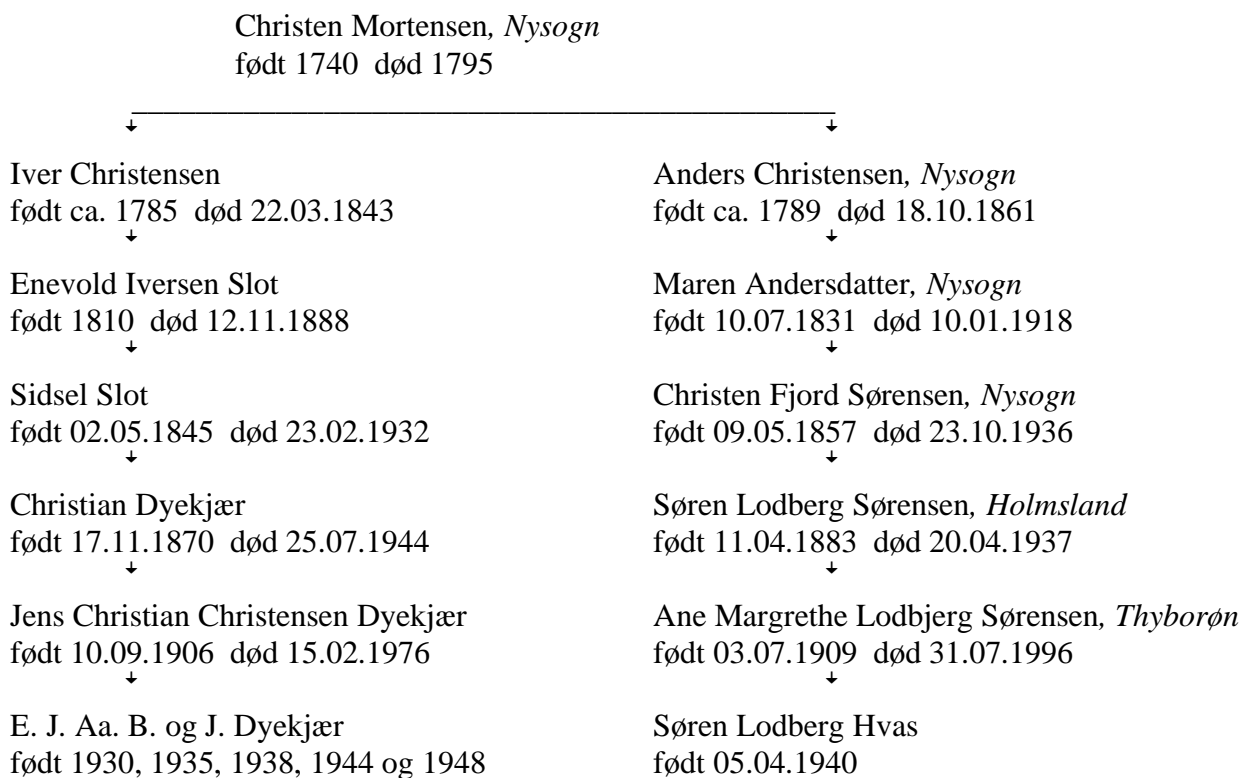 Christen Mortensen, Nysogn
født 1740 død 1795
Iver Christensen
født ca. 1785 død 22.03.1843
Enevold Iversen Slot
født 1810 død 12.11.1888
Sidsel Slot
født 02.05.1845 død 23.02.1932
Christian Dyekjær
født 17.11.1870 død 25.07.1944
Jens Christian Christensen Dyekjær
født 10.09.1906 død 15.02.1976
E. J. Aa. B. og J. Dyekjær
født 1930, 1935, 1938, 1944 og 1948
Anders Christensen, Nysogn
født ca. 1789 død 18.10.1861
Maren Andersdatter, Nysogn
født 10.07.1831 død 10.01.1918
Christen Fjord Sørensen, Nysogn
født 09.05.1857 død 23.10.1936
Søren Lodberg Sørensen, Holmsland
født 11.04.1883 død 20.04.1937
Ane Margrethe Lodbjerg Sørensen, Thyborøn
født 03.07.1909 død 31.07.1996
Søren Lodberg Hvas
født 05.04.1940